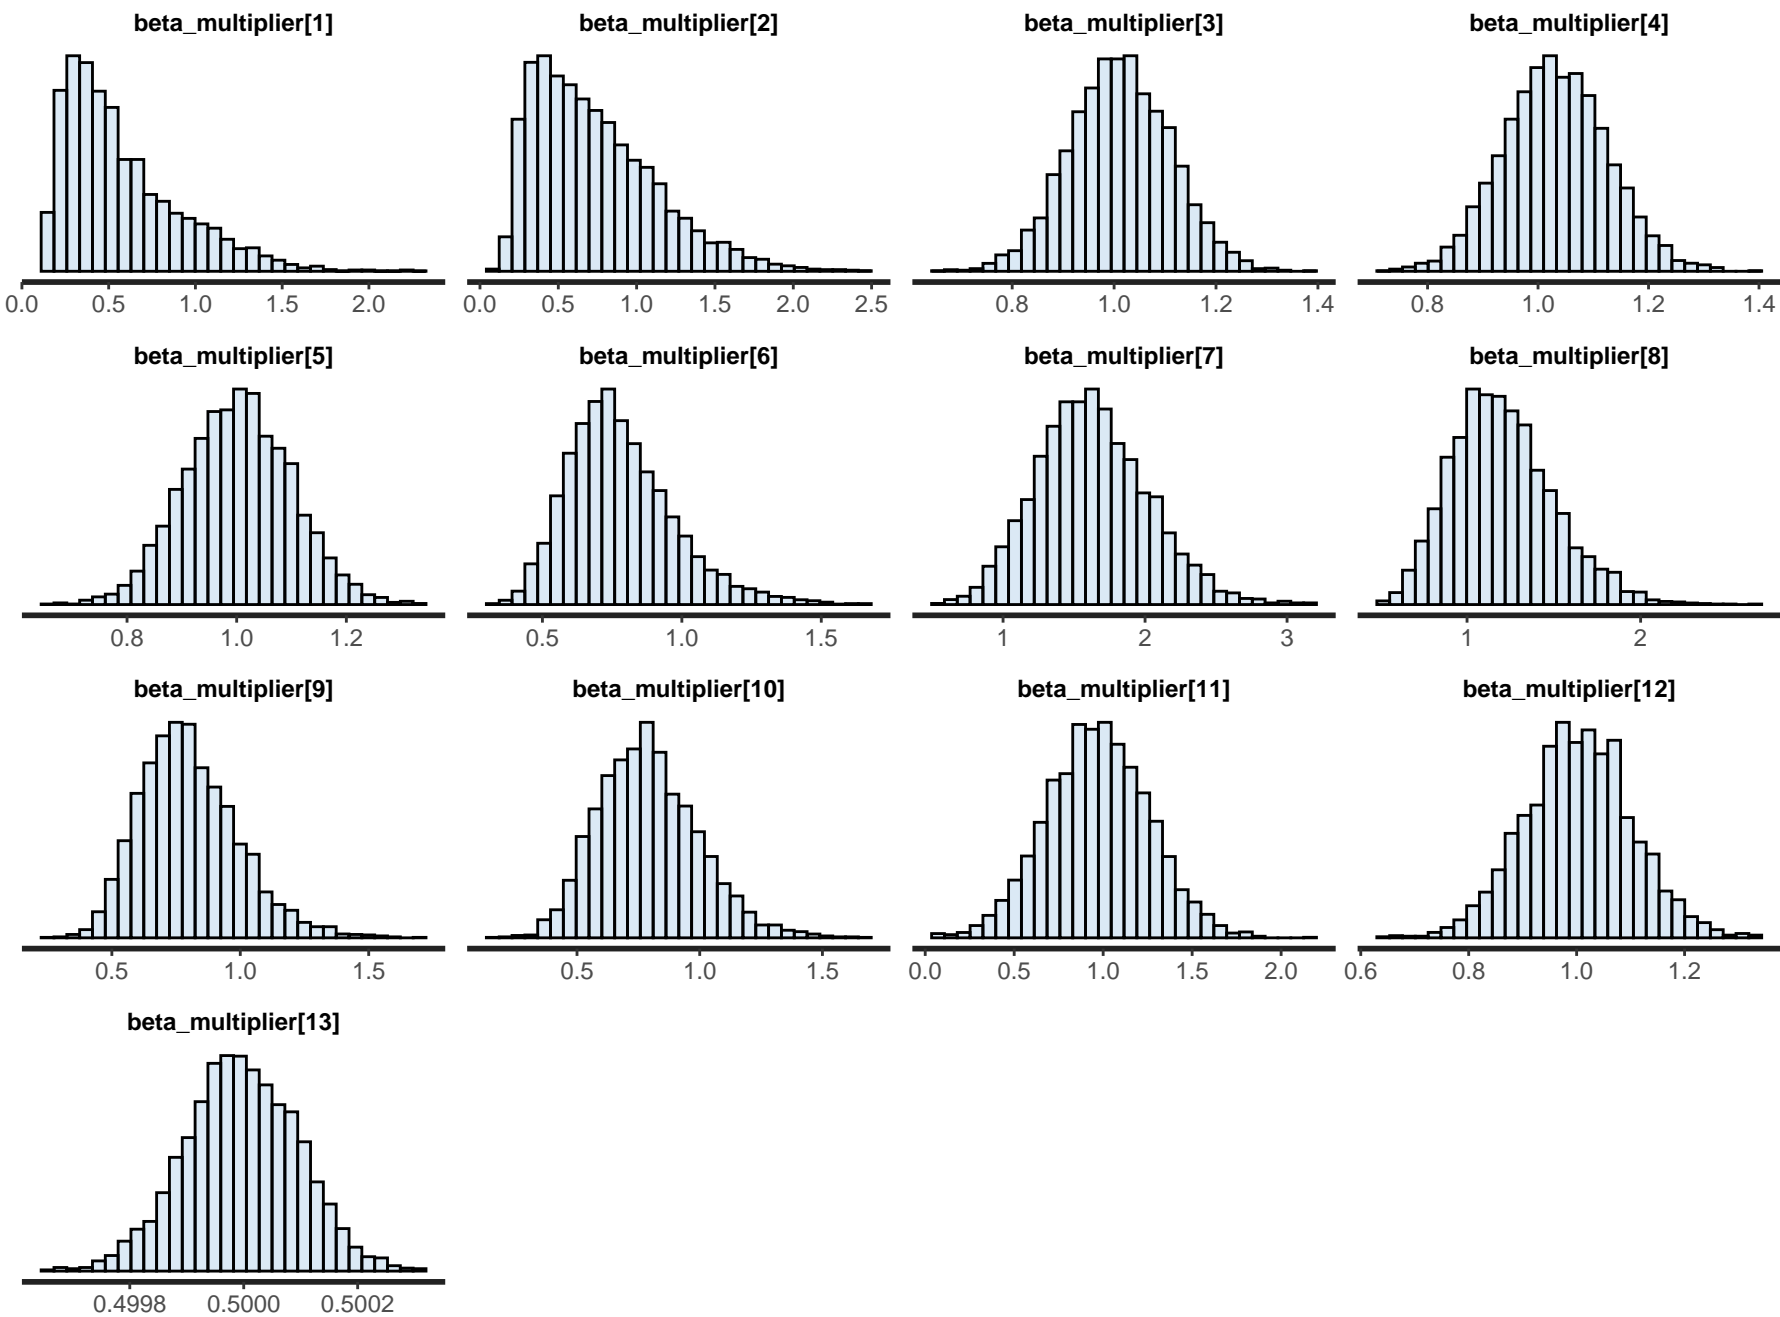 beta_multiplier[1] beta_multiplier[2] beta_multiplier[3] beta_multiplier[4]
0.0 0.5 1.0 1.5 2.0 0.0 0.5 1.0 1.5 2.0 2.5 0.8 1.0 1.2 1.4 0.8 1.0 1.2 1.4
beta_multiplier[5] beta_multiplier[6] beta_multiplier[7] beta_multiplier[8]
0.8 1.0 1.2 0.5 1.0 1.5 1 2 3 1 2
beta_multiplier[9] beta_multiplier[10] beta_multiplier[11] beta_multiplier[12]
0.5 1.0 1.5 0.5 1.0 1.5 0.0 0.5 1.0 1.5 2.0 0.6 0.8 1.0 1.2
beta_multiplier[13]
0.4998 0.5000 0.5002